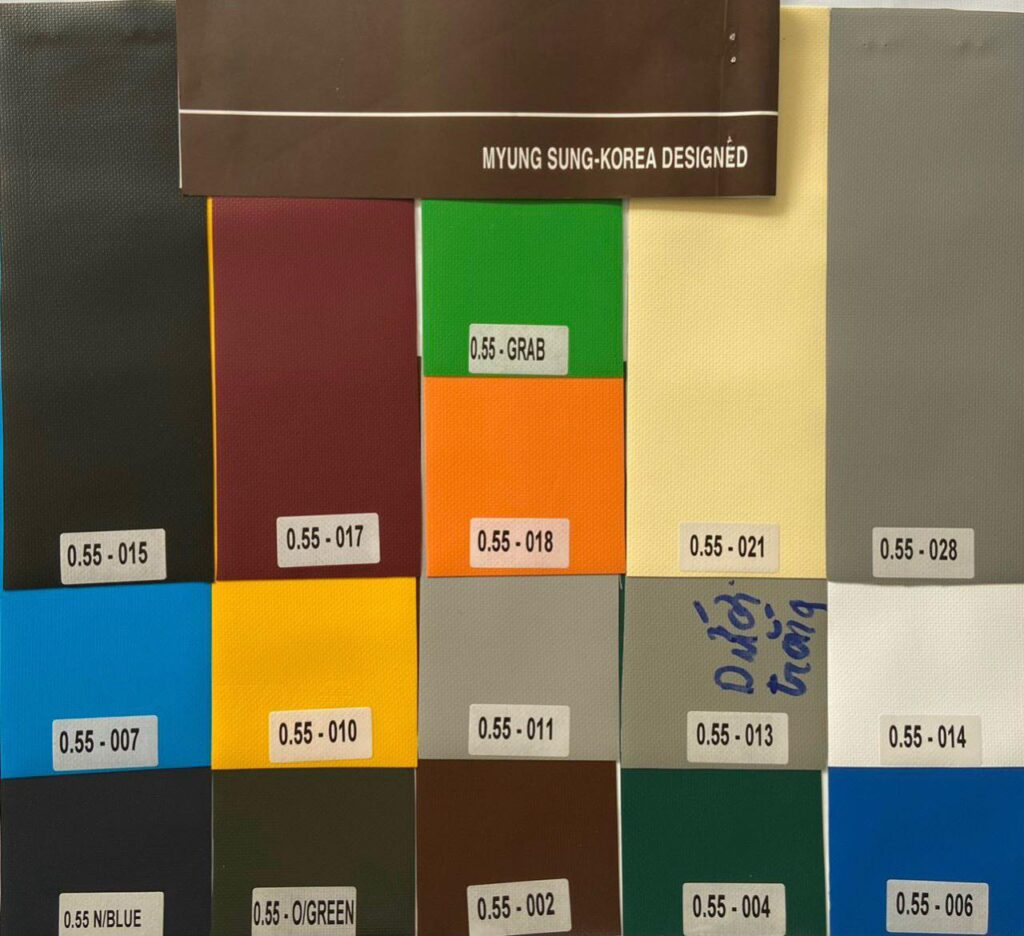 MYUNG SUNG-KOREA DESIGNED
0.55 - GRAB
0.55 - 015
0.55 - 017
0.55 - 018
0.55 - 021
0.55 - 028
Dưới
trắng
0.55 - 007
0.55 - 010
0.55 - 011
0.55 - 013
0.55 - 014
0.55 N/BLUE
0.55 - O/GREEN
0.55 - 002
0.55 - 004
0.55 - 006